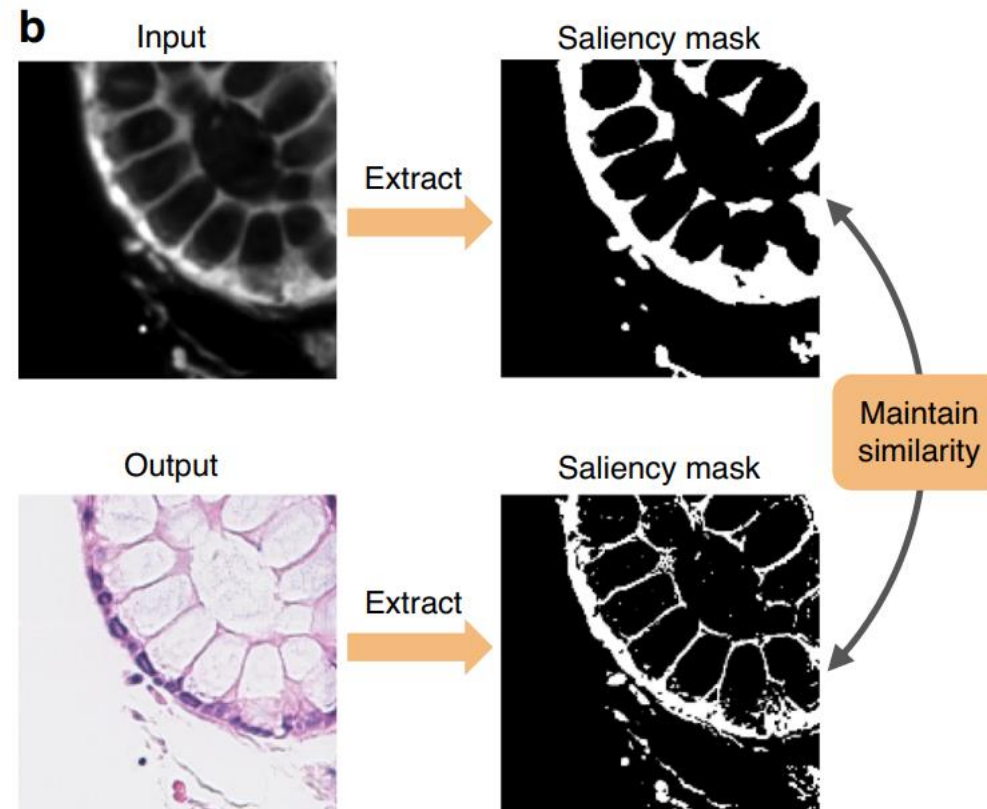 b
Input
Saliency mask
Extract
Maintain
similarity
Output
Saliency mask
Extract